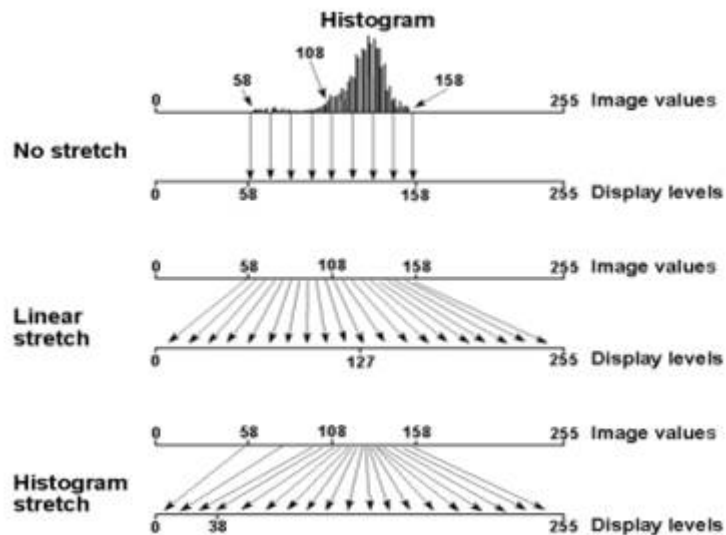 Histogram
108
58
158
0
255 Image values
No stretch
0
58
158
255 Display levels
0
58
108
158
255 Image values
Linear
stretch
0
127
255 Display levels
0
58
108
158
255 Image values
Histogram
stretch
0
38
255 Display levels